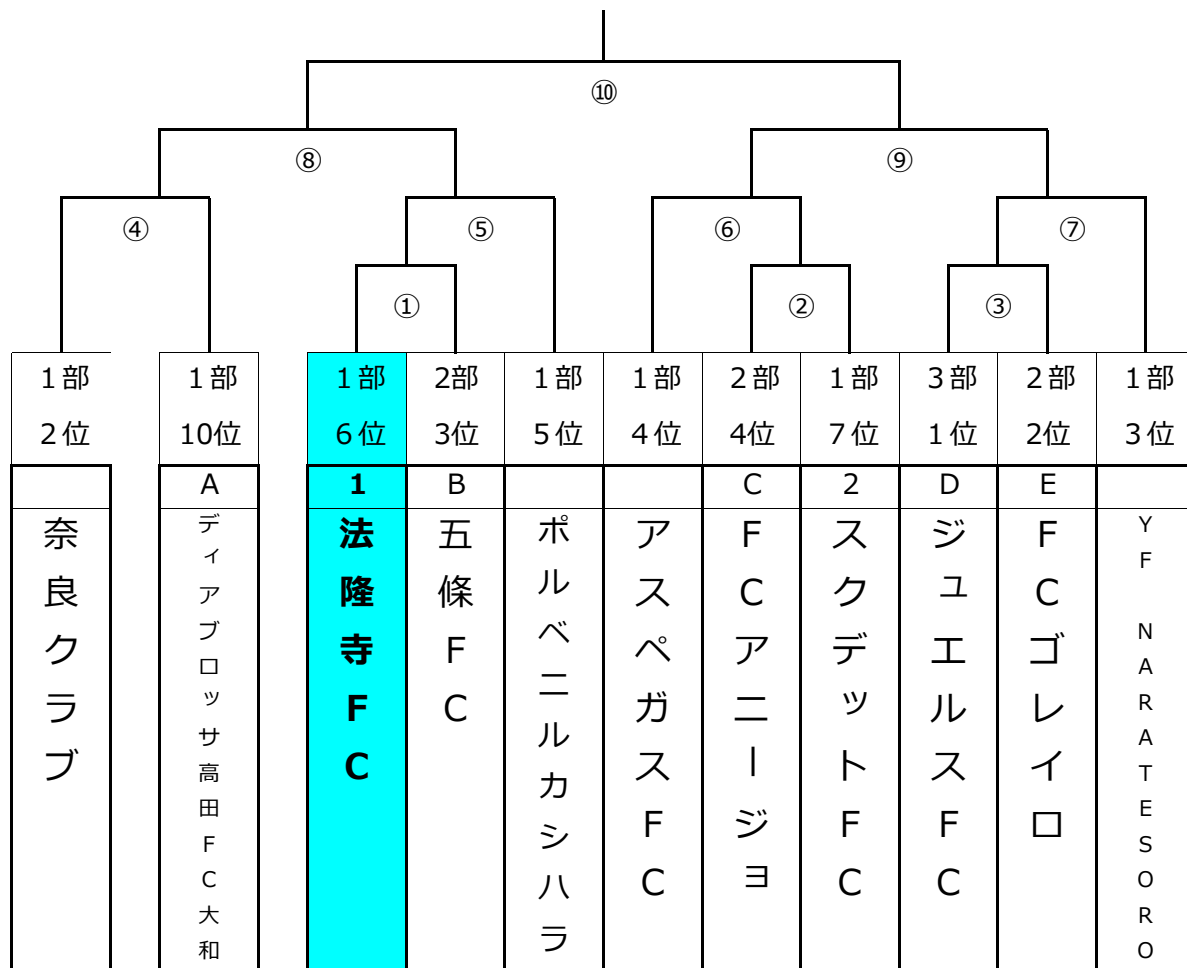 ⑩
⑧ ⑨
④ ⑤ ⑥ ⑦
① ② ③
1部 1部 1部 2部 1部 1部 2部 1部 3部 2部 1部
2位 10位 6位 3位 5位 4位 4位 7位 1位 2位 3位
A 1 B C 2 D E
奈良クラブ
ディアブロッサ高田FC大和
法隆寺FC
五條FC
ポルベニルカシハラ
アスペガスFC
FCアニージョ
スクデットFC
ジュエルスFC
FCゴレイロ
YF NARATESORO